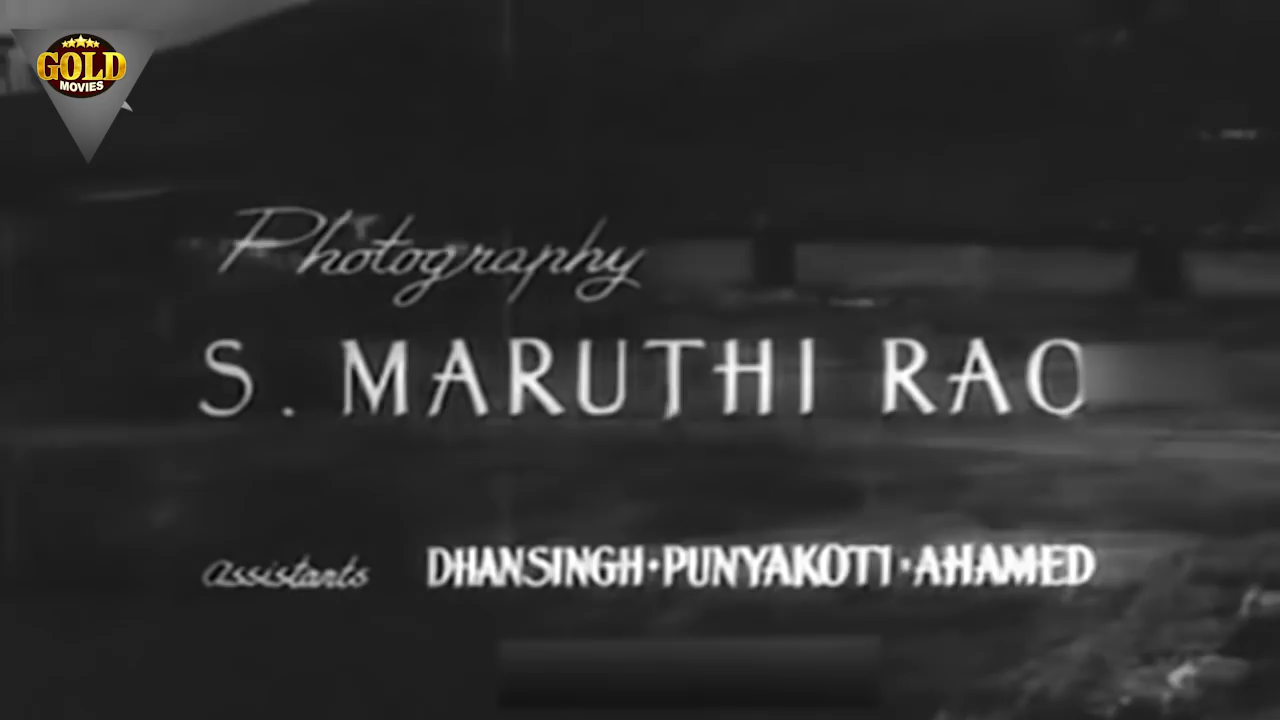 GOLD
MOVIES
Photography
S. MARUTHI RAO
assistants DHANSINGH · PUNYAKOTI · AHAMED